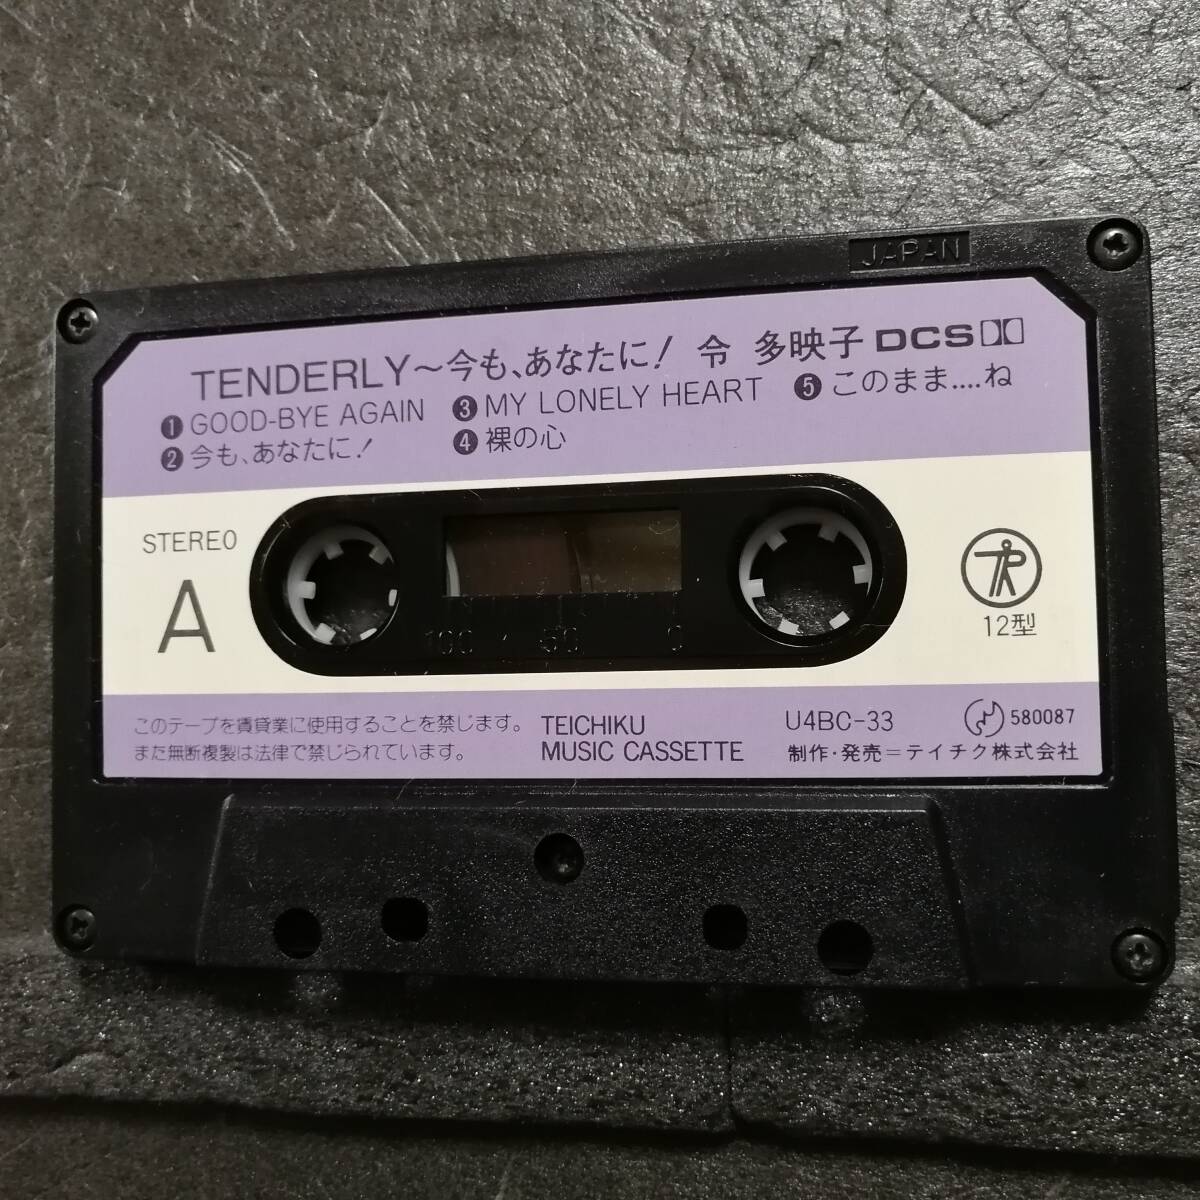 JAPAN
TENDERLY～今も、あなたに! 令 多映子 DCS
❶ GOOD-BYE AGAIN
❷ 今も、あなたに!
❸ MY LONELY HEART
❹ 裸の心
❺ このまま....ね
STEREO
A
100 · 50 0
12型
このテープを賃貸業に使用することを禁じます。
また無断複製は法律で禁じられています。
TEICHIKU
MUSIC CASSETTE
U4BC-33
580087
制作・発売=テイチク株式会社